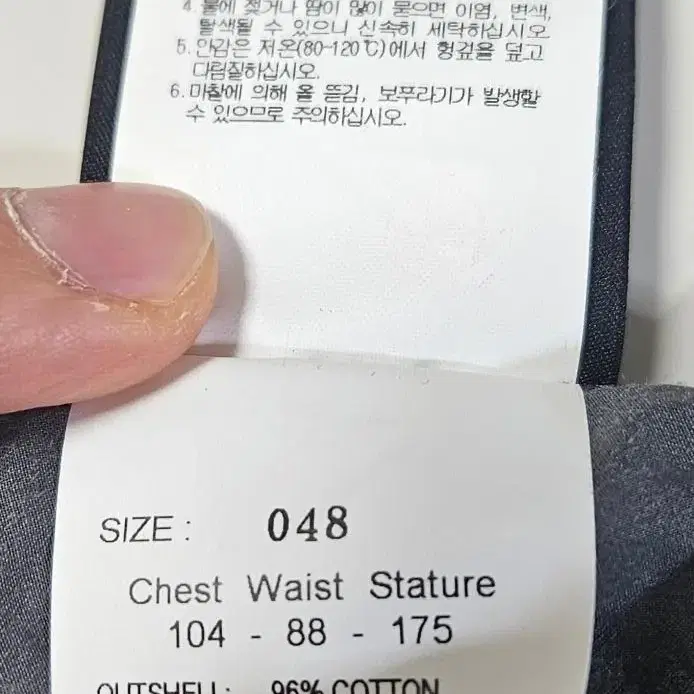 4. 물에 젖거나 땀이 많이 묻으면 이염, 변색,
탈색될 수 있으니 신속히 세탁하십시오
5. 안감은 저온(80-120℃)에서 헝겊을 덮고
다림질하십시오.
6. 마찰에 의해 올 뜯김, 보푸라기가 발생할
수 있으므로 주의하십시오.
SIZE : 048
Chest Waist Stature
104 - 88 - 175
OUTSHELL: 96% COTTON